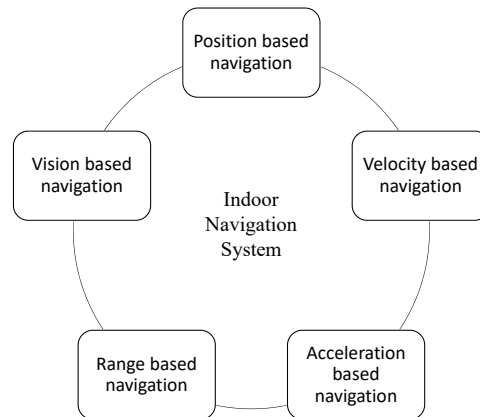 Position based
navigation
Vision based
navigation
Velocity based
navigation
Indoor
Navigation
System
Range based
navigation
Acceleration
based
navigation